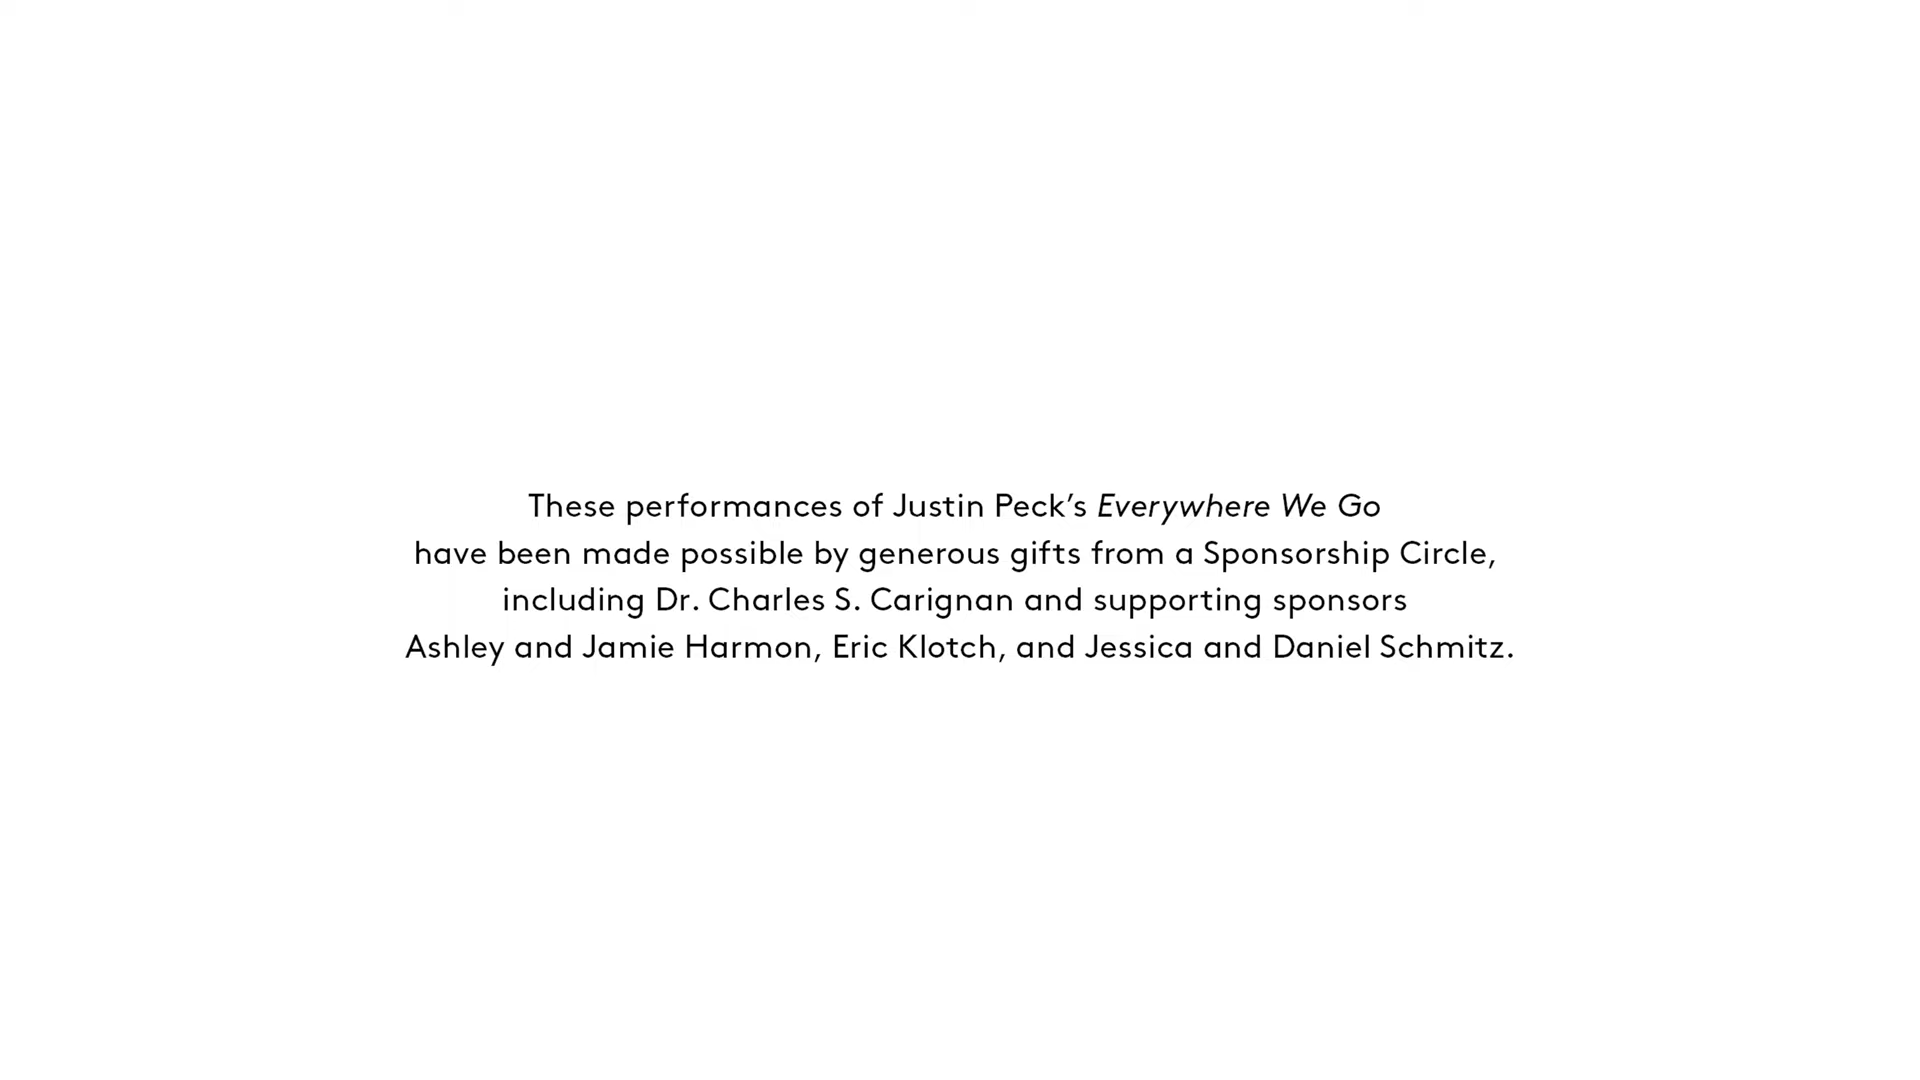 These performances of Justin Peck’s Everywhere We Go
have been made possible by generous gifts from a Sponsorship Circle,
including Dr. Charles S. Carignan and supporting sponsors
Ashley and Jamie Harmon, Eric Klotch, and Jessica and Daniel Schmitz.